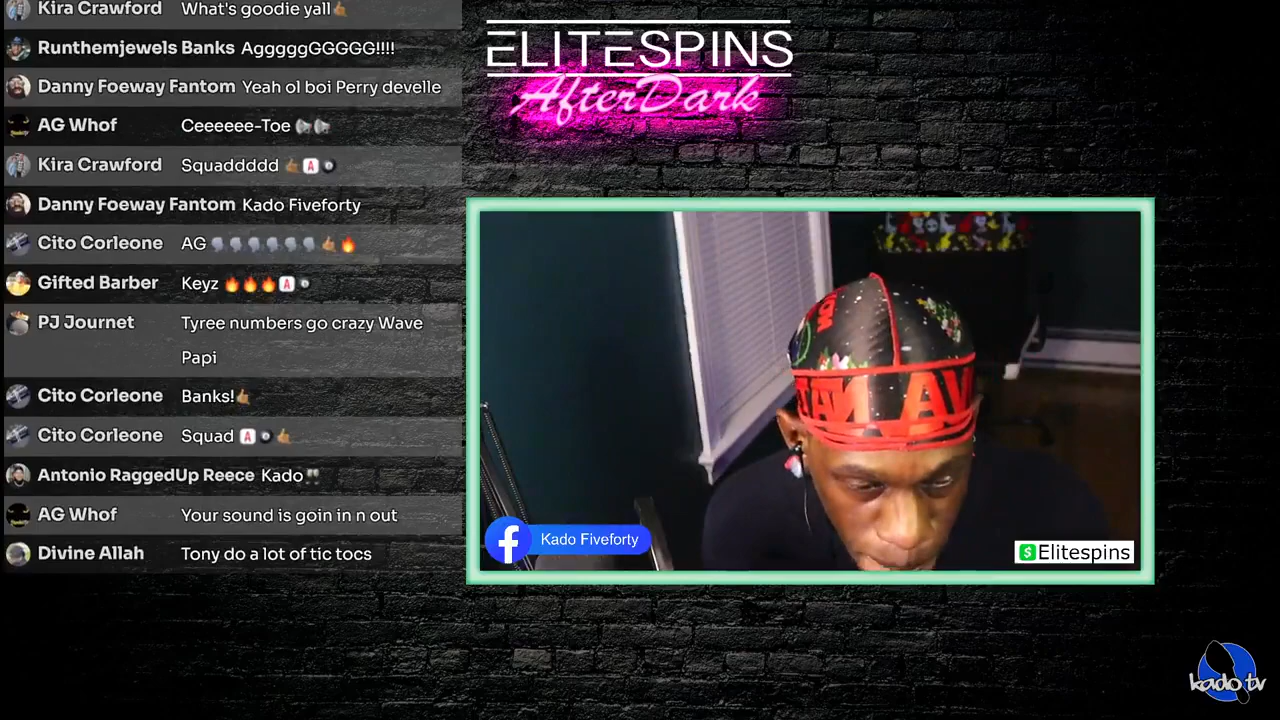 Kira Crawford What's goodie yall🤙🏾
Runthemjewels Banks AgggggGGGGG!!!!
Danny Foeway Fantom Yeah ol boi Perry develle
AG Whof Ceeeeee-Toe
Kira Crawford Squaddddd 🤙🏾🅰🎱
Danny Foeway Fantom Kado Fiveforty
Cito Corleone AG🗣🗣🗣🗣🗣🗣🤙🏾🔥
Gifted Barber Keyz 🔥🔥🔥🅰🎱
PJ Journet Tyree numbers go crazy Wave
Papi
Cito Corleone Banks!🤙🏾
Cito Corleone Squad 🅰🎱🤙🏾
Antonio RaggedUp Reece Kado
AG Whof Your sound is goin in n out
Divine Allah Tony do a lot of tic tocs
ELITESPINS
AfterDark
Kado Fiveforty
$Elitespins
kado tv